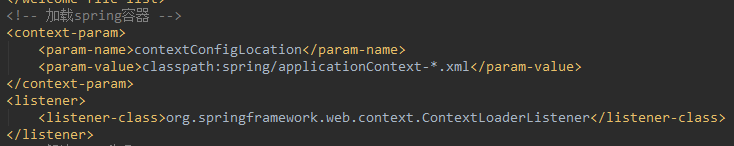 <!-- 加载spring容器 -->
<context-param>
<param-name>contextConfigLocation</param-name>
<param-value>classpath:spring/applicationContext-*.xml</param-value>
</context-param>
<listener>
<listener-class>org.springframework.web.context.ContextLoaderListener</listener-class>
</listener>